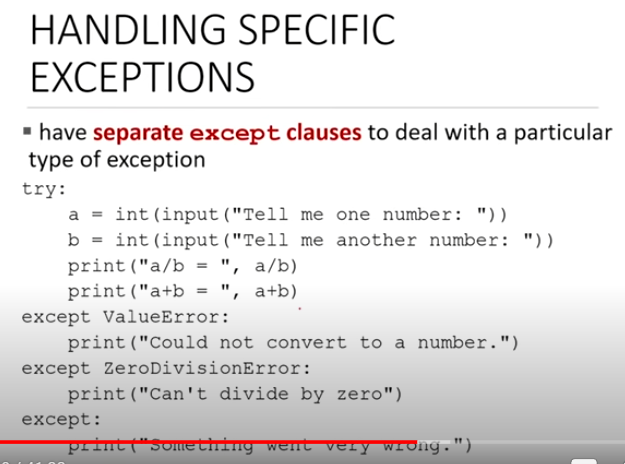 HANDLING SPECIFIC
EXCEPTIONS
▪ have separate except clauses to deal with a particular
type of exception
try:
    a = int(input("Tell me one number: "))
    b = int(input("Tell me another number: "))
    print("a/b = ", a/b)
    print("a+b = ", a+b)
except ValueError:
    print("Could not convert to a number.")
except ZeroDivisionError:
    print("Can't divide by zero")
except:
    print("Something went very wrong.")